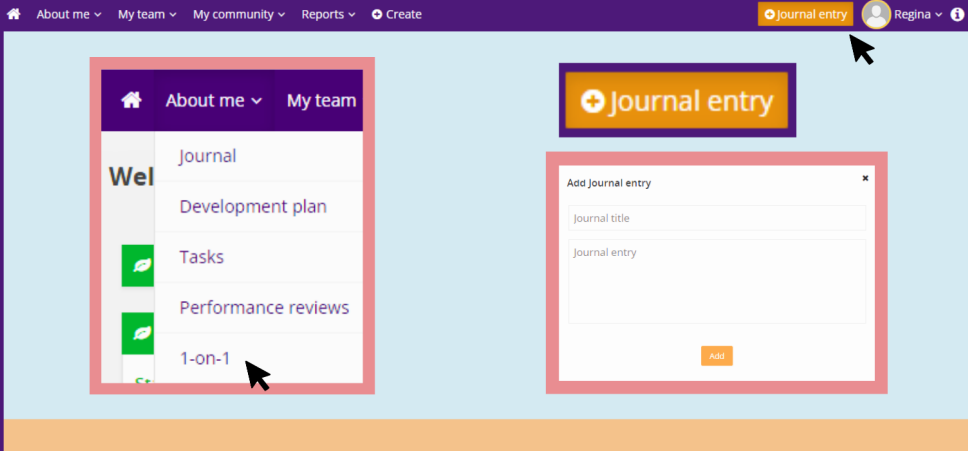 About me My team My community Reports Create Journal entry Regina
About me My team
Wel
Journal
Development plan
Tasks
Performance reviews
1-on-1
Journal entry
Add Journal entry
Journal title
Journal entry
Add